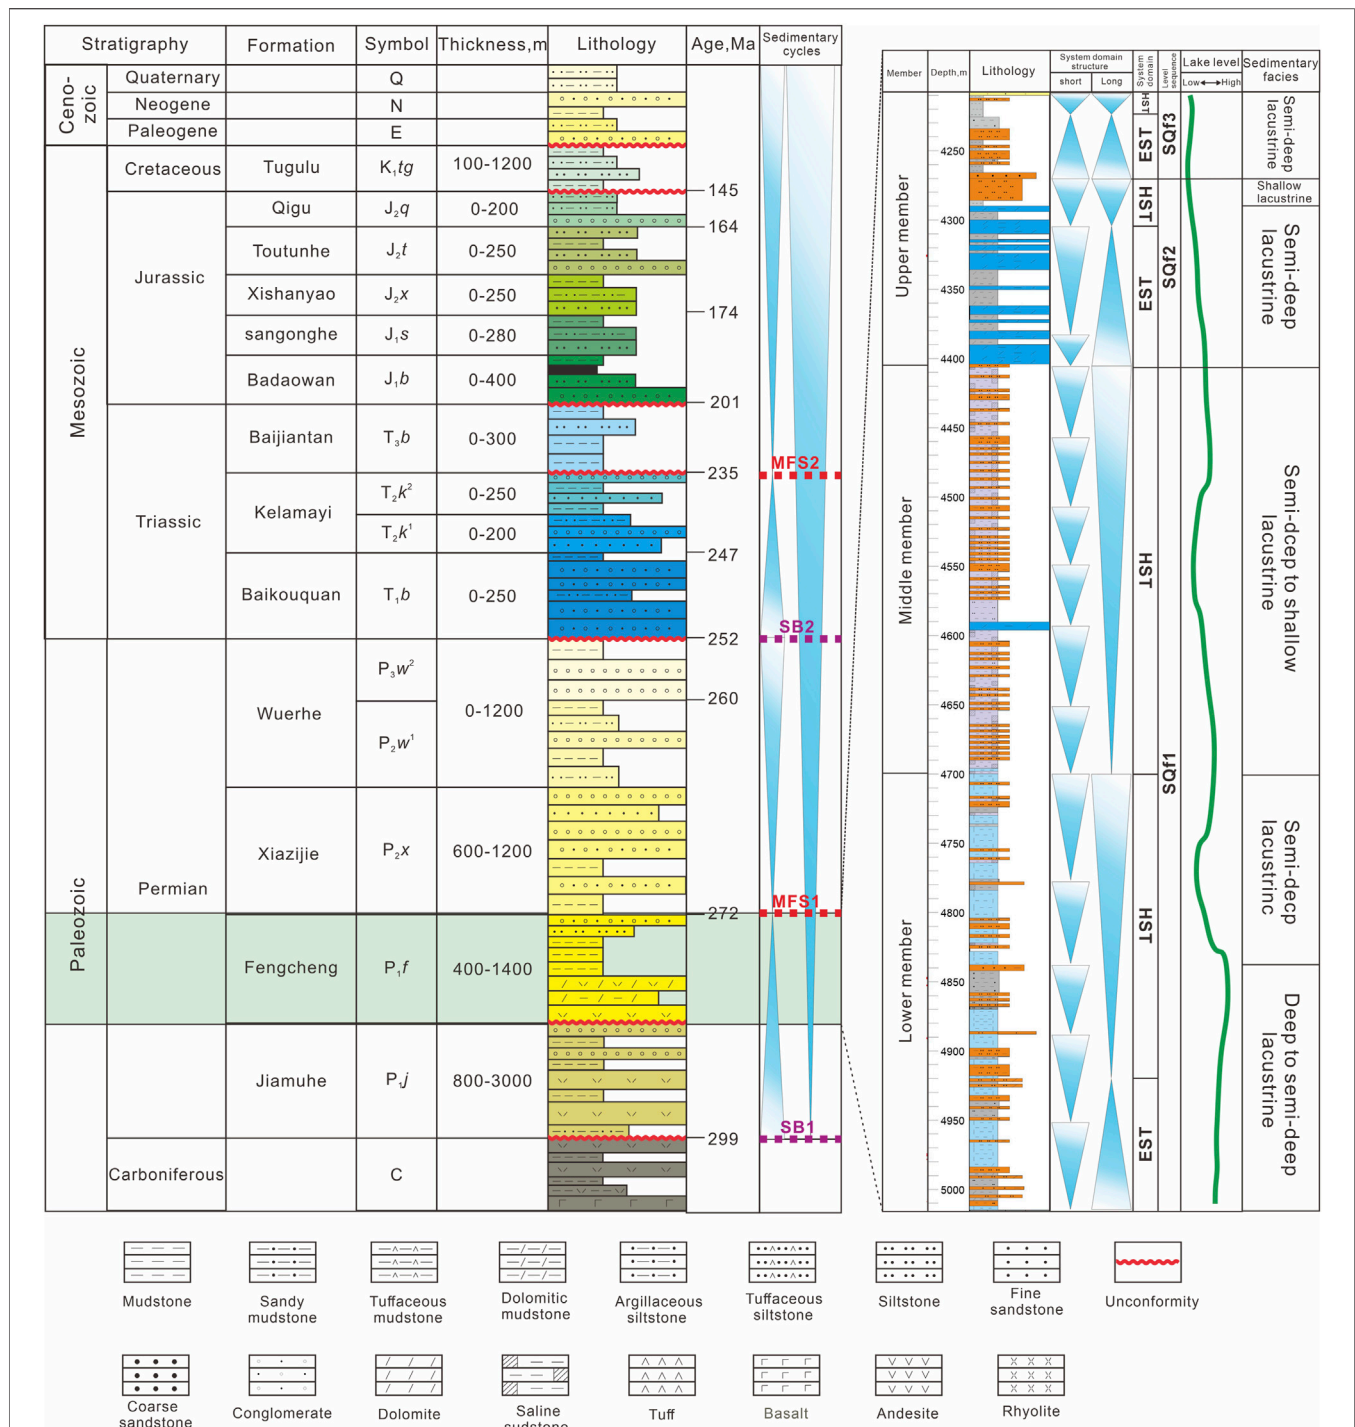 Stratigraphy Formation Symbol Thickness,m Lithology Age,Ma Sedimentary cycles
Ceno-
zoic
Quaternary Q
Neogene N
Paleogene E
Mesozoic
Cretaceous Tugulu K1tg 100-1200
145
Jurassic
Qigu J2q 0-200
164
Toutunhe J2t 0-250
Xishanyao J2x 0-250
174
sangonghe J1s 0-280
Badaowan J1b 0-400
201
Triassic
Baijiantan T3b 0-300
MFS2
235
Kelamayi
T2k2 0-250
T2k1 0-200
247
Baikouquan T1b 0-250
SB2
252
Paleozoic
Permian
Wuerhe
P3w2
0-1200
260
P2w1
Xiazijie P2x 600-1200
MFS1
272
Fengcheng P1f 400-1400
Jiamuhe P1j 800-3000
SB1
299
Carboniferous C
Member Depth,m Lithology
System domain
structure
short Long
System
domain
Level
sequence
Lake level
Low High
Sedimentary
facies
Upper member
Middle member
Lower member
4250
4300
4350
4400
4450
4500
4550
4600
4650
4700
4750
4800
4850
4900
4950
5000
HST
EST
HST
EST
HST
HST
EST
SQf3
SQf2
SQf1
Semi-deep
lacustrine
Shallow
lacustrine
Semi-deep
lacustrine
Semi-dcep to shallow
lacustrine
Semi-deep
lacustrinc
Deep to semi-deep
lacustrine
Mudstone
Sandy
mudstone
Tuffaceous
mudstone
Dolomitic
mudstone
Argillaceous
siltstone
Tuffaceous
siltstone
Siltstone
Fine
sandstone
Unconformity
Coarse
sandstone
Conglomerate
Dolomite
Saline
sudstone
Tuff
Basalt
Andesite
Rhyolite